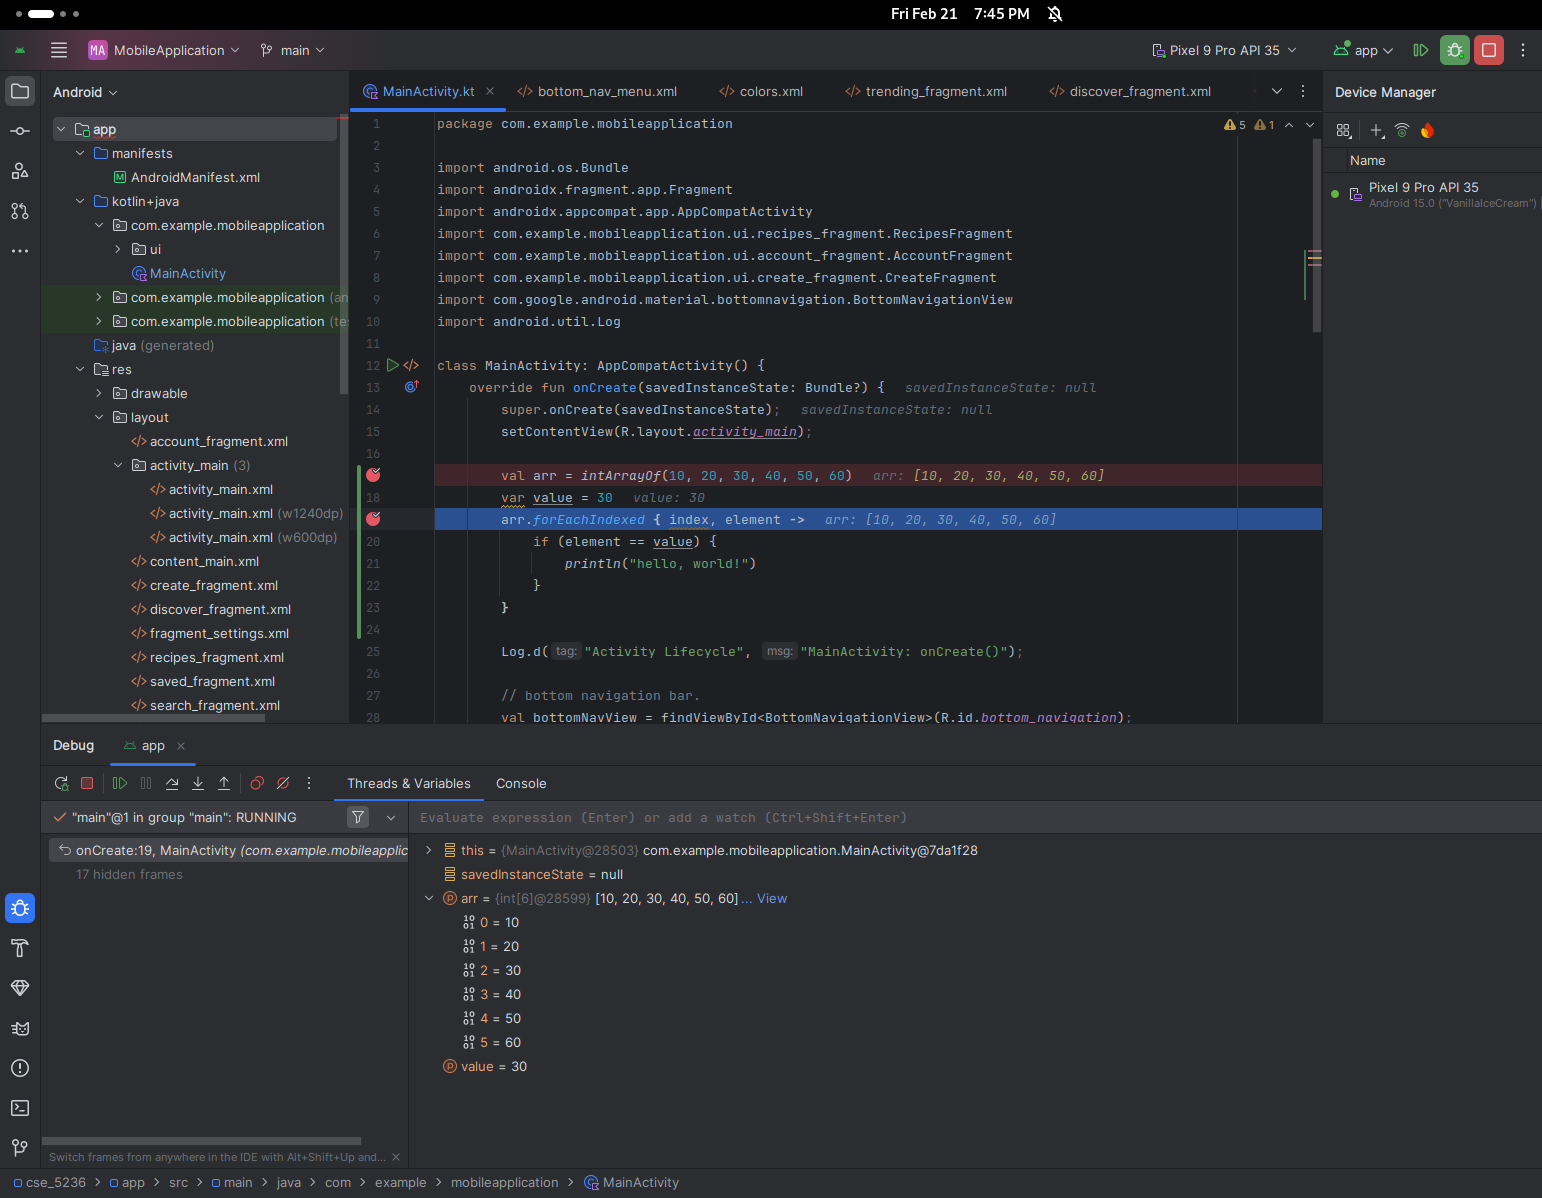 Fri Feb 21 7:45 PM
MA MobileApplication main Pixel 9 Pro API 35 app
Android
MainActivity.kt bottom_nav_menu.xml colors.xml trending_fragment.xml discover_fragment.xml
Device Manager
Name
Pixel 9 Pro API 35
Android 15.0 ("VanillaIceCream")
app
manifests
AndroidManifest.xml
kotlin+java
com.example.mobileapplication
ui
MainActivity
com.example.mobileapplication (an
com.example.mobileapplication (te
java (generated)
res
drawable
layout
account_fragment.xml
activity_main (3)
activity_main.xml
activity_main.xml (w1240dp)
activity_main.xml (w600dp)
content_main.xml
create_fragment.xml
discover_fragment.xml
fragment_settings.xml
recipes_fragment.xml
saved_fragment.xml
search_fragment.xml
5 1
1 package com.example.mobileapplication
2
3 import android.os.Bundle
4 import androidx.fragment.app.Fragment
5 import androidx.appcompat.app.AppCompatActivity
6 import com.example.mobileapplication.ui.recipes_fragment.RecipesFragment
7 import com.example.mobileapplication.ui.account_fragment.AccountFragment
8 import com.example.mobileapplication.ui.create_fragment.CreateFragment
9 import com.google.android.material.bottomnavigation.BottomNavigationView
10 import android.util.Log
11
12 class MainActivity: AppCompatActivity() {
13 override fun onCreate(savedInstanceState: Bundle?) { savedInstanceState: null
14 super.onCreate(savedInstanceState); savedInstanceState: null
15 setContentView(R.layout.activity_main);
16
val arr = intArrayOf(10, 20, 30, 40, 50, 60) arr: [10, 20, 30, 40, 50, 60]
18 var value = 30 value: 30
arr.forEachIndexed { index, element -> arr: [10, 20, 30, 40, 50, 60]
20 if (element == value) {
21 println("hello, world!")
22 }
23 }
24
25 Log.d( tag: "Activity Lifecycle", msg: "MainActivity: onCreate()");
26
27 // bottom navigation bar.
28 val bottomNavView = findViewById<BottomNavigationView>(R.id.bottom_navigation);
Debug app
Threads & Variables Console
"main"@1 in group "main": RUNNING
Evaluate expression (Enter) or add a watch (Ctrl+Shift+Enter)
onCreate:19, MainActivity (com.example.mobileapplic
17 hidden frames
this = {MainActivity@28503} com.example.mobileapplication.MainActivity@7da1f28
savedInstanceState = null
arr = {int[6]@28599} [10, 20, 30, 40, 50, 60] ... View
0 = 10
1 = 20
2 = 30
3 = 40
4 = 50
5 = 60
value = 30
Switch frames from anywhere in the IDE with Alt+Shift+Up and...
cse_5236 > app > src > main > java > com > example > mobileapplication > MainActivity